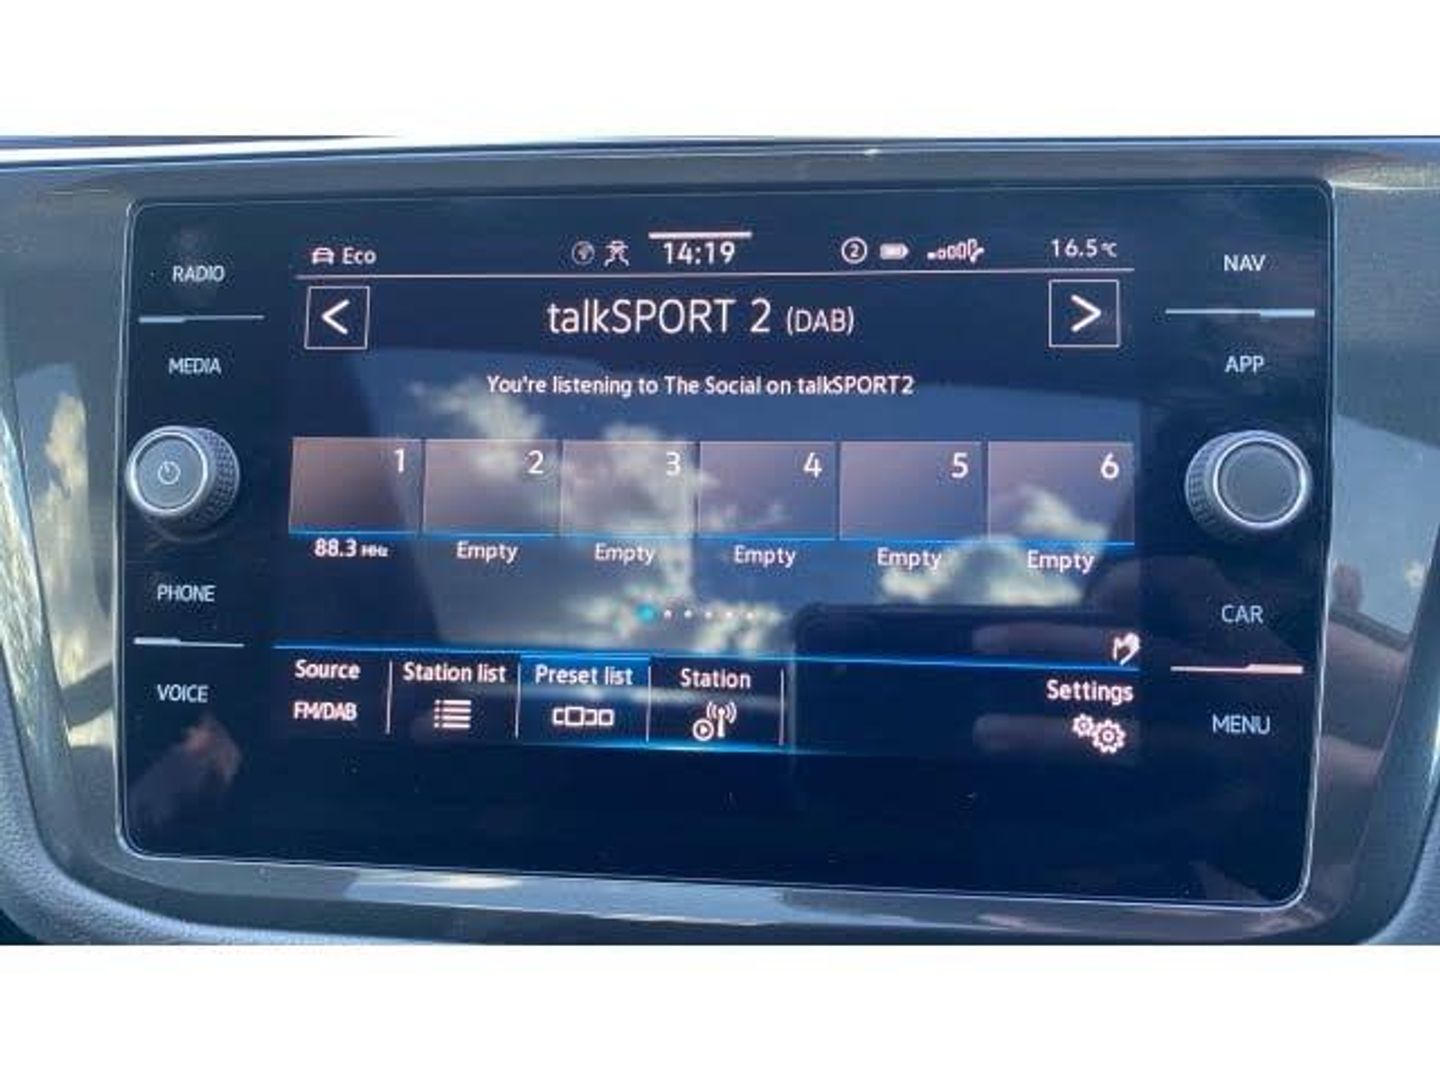 RADIO
MEDIA
PHONE
VOICE
Eco
14:19
2
16.5°C
<
talkSPORT 2 (DAB)
>
You're listening to The Social on talkSPORT2
1 2 3 4 5 6
88.3 MHz Empty Empty Empty Empty Empty
Source Station list Preset list Station Settings
FM/DAB
NAV
APP
CAR
MENU